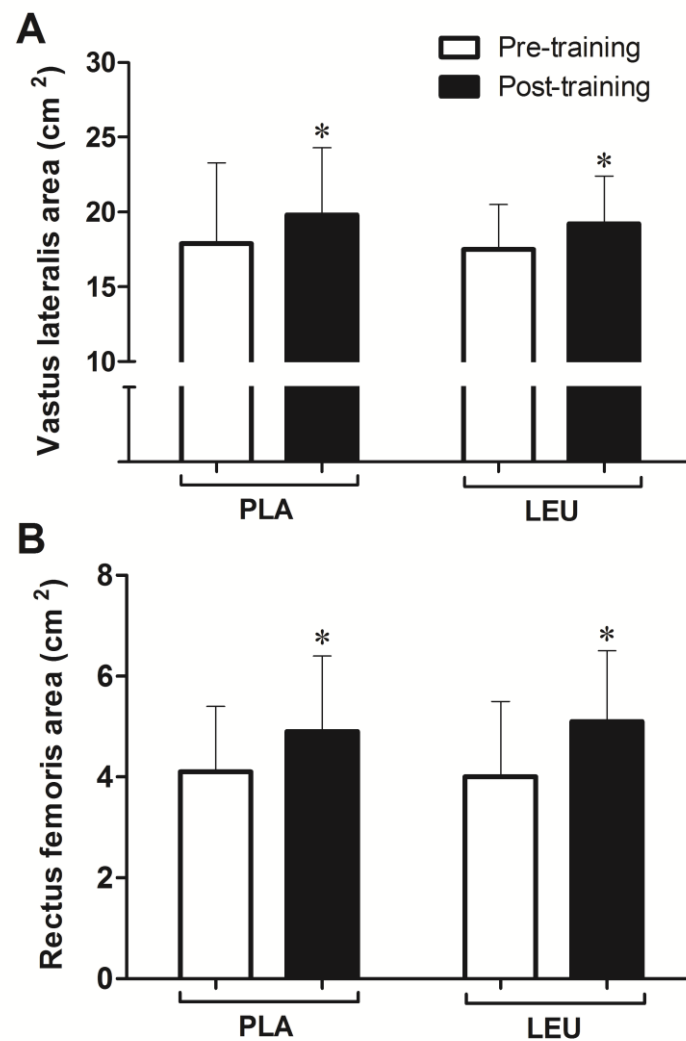 A
Pre-training
Post-training
Vastus lateralis area (cm 2)
30
25
20
15
10
*
*
PLA
LEU
B
Rectus femoris area (cm 2)
8
6
4
2
0
*
*
PLA
LEU